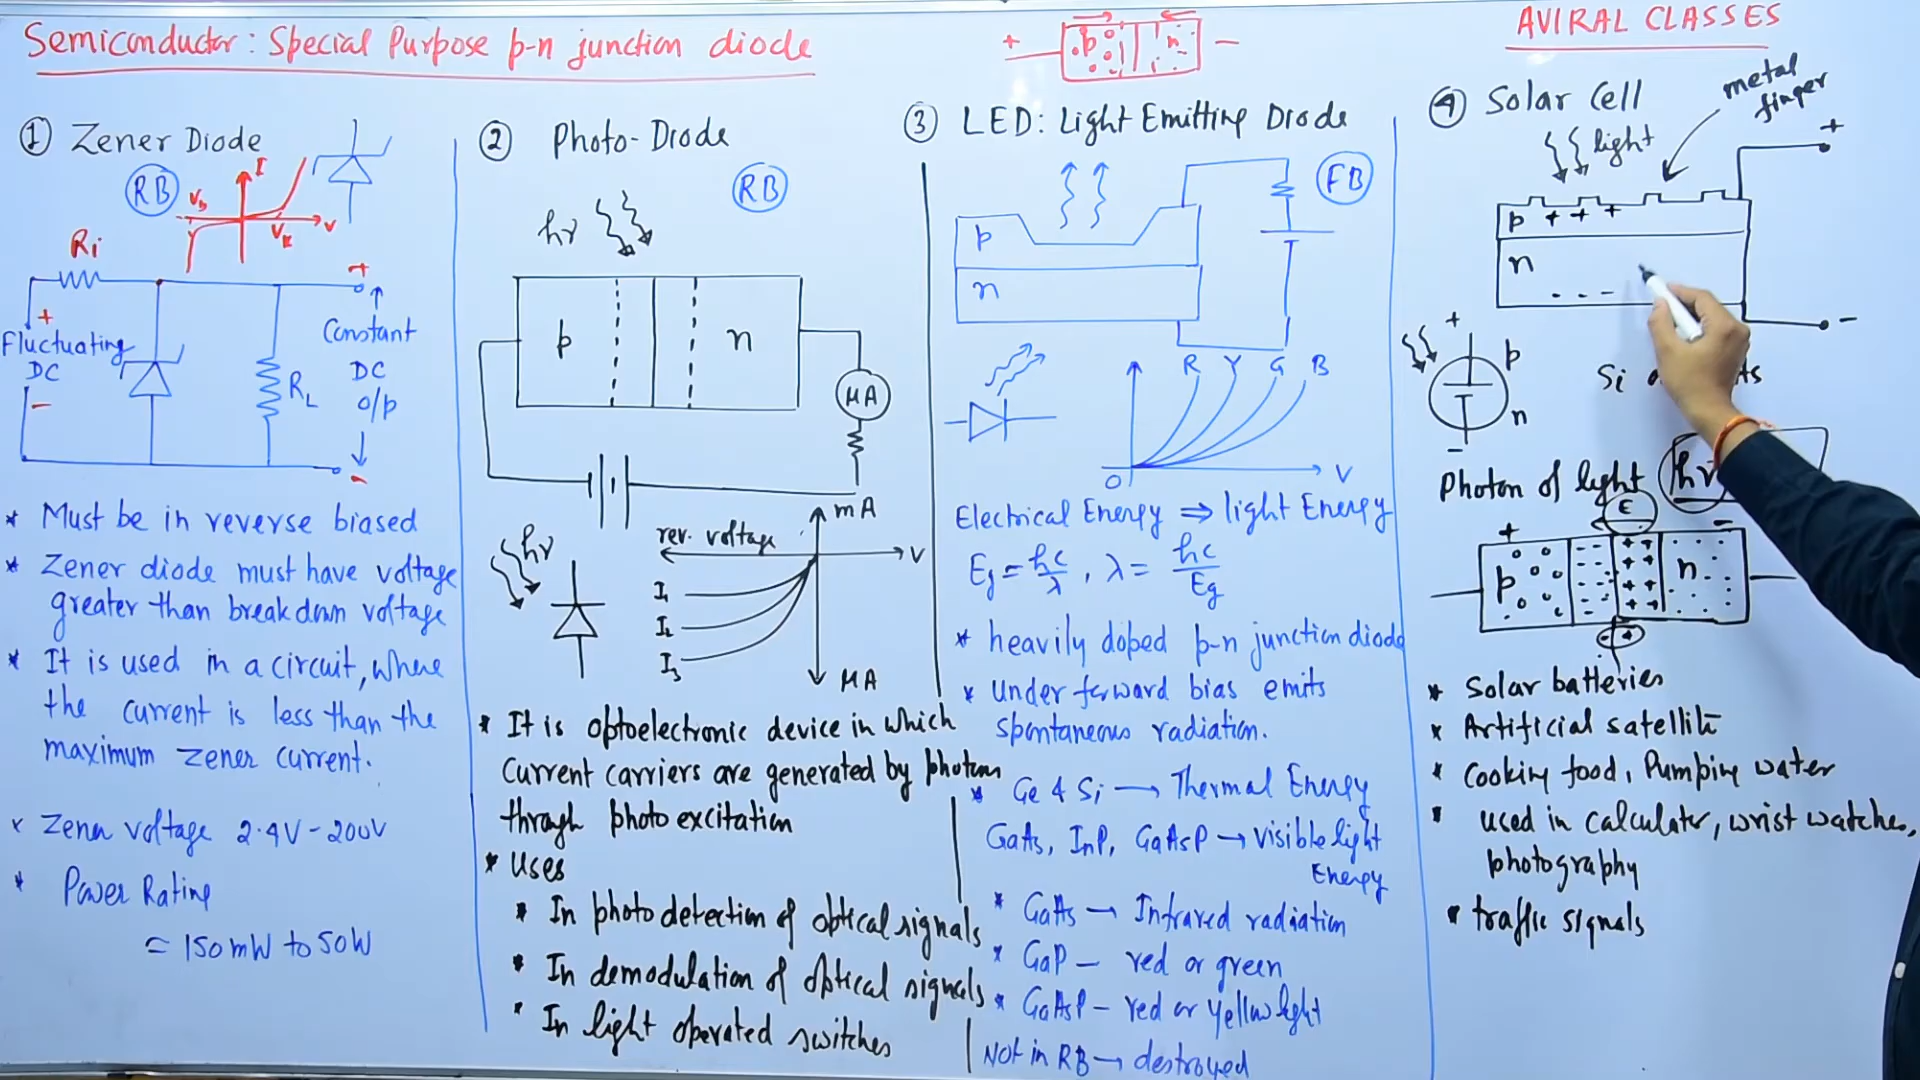 Semiconductor: Special Purpose p-n junction diode
+ p n -
AVIRAL CLASSES
① Zener Diode
RB
I
Vb
VK
V
Ri
+
+
Fluctuating
DC
-
RL
Constant
DC
o/p
-
* Must be in reverse biased
* Zener diode must have voltage
greater than breakdown voltage
* It is used in a circuit, where
the current is less than the
maximum zener current.
* Zener voltage 2.4V-200V
* Power Rating
= 150mW to 50W
② Photo-Diode
RB
hν
p
n
μA
hν
mA
rev. voltage
V
I1
I2
I3
μA
* It is optoelectronic device in which
current carriers are generated by photons
through photo excitation
* Uses
* In photo detection of optical signals
* In demodulation of optical signals
* In light operated switches
③ LED: Light Emitting Diode
FB
p
n
R Y G B
O
V
Electrical Energy ⇒ light Energy
Eg = hc/λ, λ = hc/Eg
* heavily doped p-n junction diode
* under forward bias emits
spontaneous radiation.
* Ge & Si → Thermal Energy
GaAs, InP, GaAsP → visible light
Energy
* GaAs → Infrared radiation
* GaP - red or green
* GaAsP - red or yellow light
Not in RB → destroyed
④ Solar Cell
metal
finger
light
+
p + + +
n
- - -
-
+
p
n
-
Si
Photon of light hν
E
+
-
p
n
- +
* Solar batteries
* Artificial satellite
* Cooking food, Pumping water
* used in calculator, wrist watches,
photography
* traffic signals